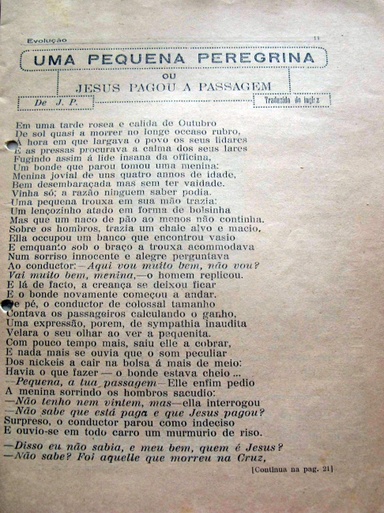 Evolução 11
UMA PEQUENA PEREGRINA
OU
JESUS PAGOU A PASSAGEM
De J. P. Traduzido do inglez
Em uma tarde rosea e calida de Outubro
De sol quasi a morrer no longe occaso rubro,
A hora em que largava o povo os seus lidares
E ás pressas procurava a calma dos seus lares
Fugindo assim á lide insana da officina,
Um bonde que parou tomou uma menina:
Menina jovial de uns quatro annos de idade,
Bem desembaraçada mas sem ter vaidade.
Vinha só; a razão ninguem saber podia.
Uma pequena trouxa em sua mão trazia:
Um lençozinho atado em forma de bolsinha
Mas que um naco de pão ao menos não continha.
Sobre os hombros, trazia um chale alvo e macio,
Ella occupou um banco que encontrou vasio
E emquanto sob o braço a trouxa accommodava
Num sorriso innocente e alegre perguntava
Ao conductor:—Aqui vou muito bem, não vou?
Vai muito bem, menina,—o homem replicou.
E lá de facto, a creança se deixou ficar
E o bonde novamente começou a andar.
De pé, o conductor de colossal tamanho
Contava os passageiros calculando o ganho.
Uma expressão, porem, de sympathia inaudita
Velara o seu olhar ao ver a pequenita.
Com pouco tempo mais, saiu elle a cobrar,
E nada mais se ouvia que o som peculiar
Dos nickeis a cair na bolsa á mais de meio:
Havia o que fazer—o bonde estava cheio...
—Pequena, a tua passagem—Elle enfim pedio
A menina sorrindo os hombros sacudio:
—Não tenho nem vintem, mas—ella interrogou
—Não sabe que está paga e que Jesus pagou?
Surpreso, o conductor parou como indeciso
E ouvio-se em todo carro um murmurio de riso.
—Disso eu não sabia, e meu bem, quem é Jesus?
—Não sabe? Foi aquelle que morreu na Cruz,
[Continua na pag. 21]